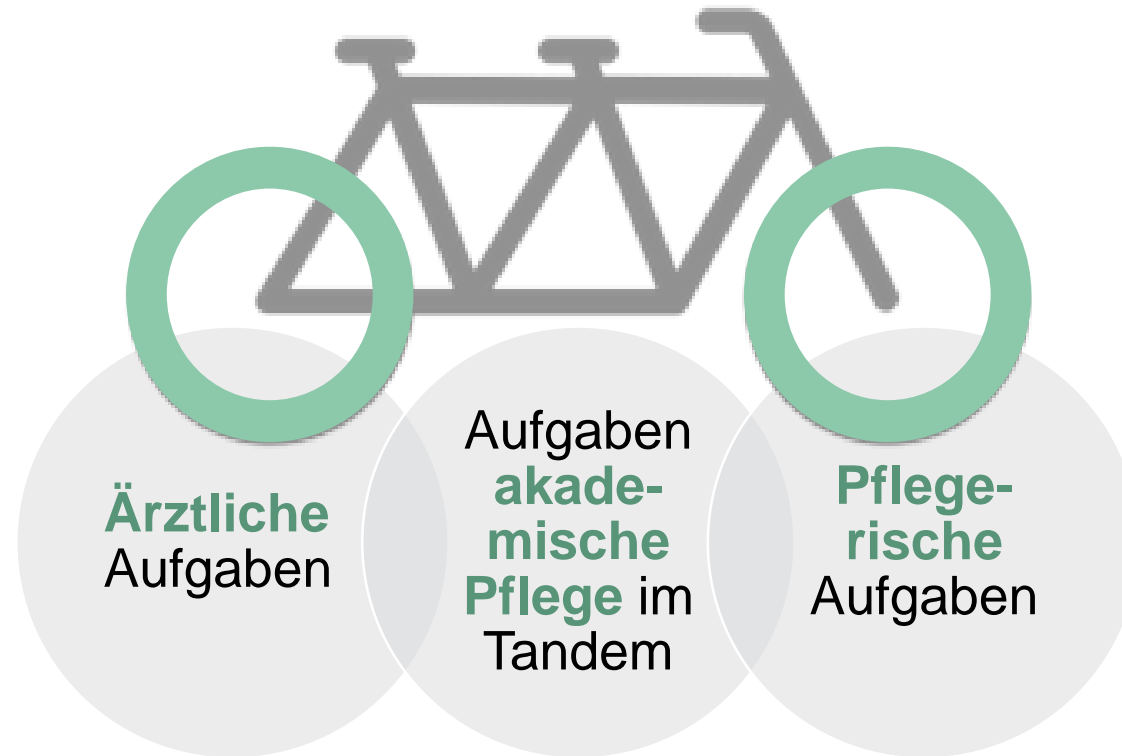 Ärztliche
Aufgaben
Aufgaben
akade-
mische
Pflege im
Tandem
Pflege-
rische
Aufgaben